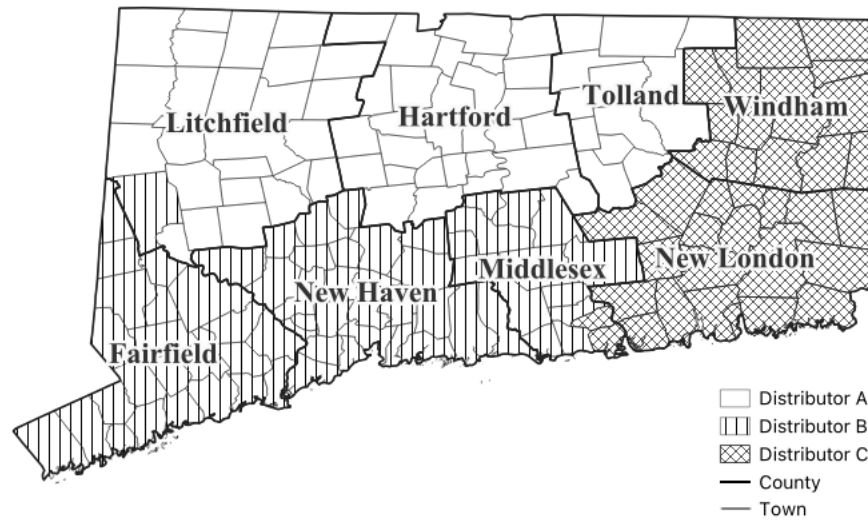 Litchfield
Hartford
Tolland
Windham
Fairfield
New Haven
Middlesex
New London
Distributor A
Distributor B
Distributor C
County
Town